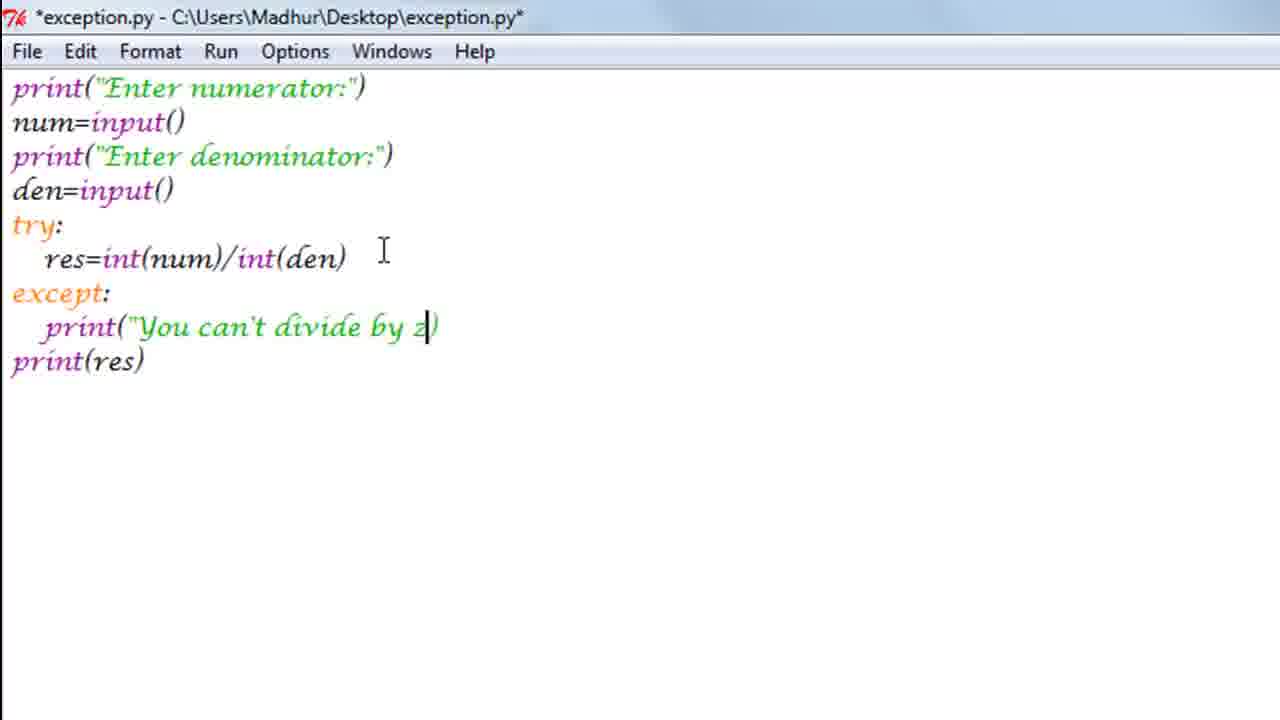 *exception.py - C:\Users\Madhur\Desktop\exception.py*
File Edit Format Run Options Windows Help
print("Enter numerator:")
num=input()
print("Enter denominator:")
den=input()
try:
    res=int(num)/int(den)
except:
    print("You can't divide by z)
print(res)